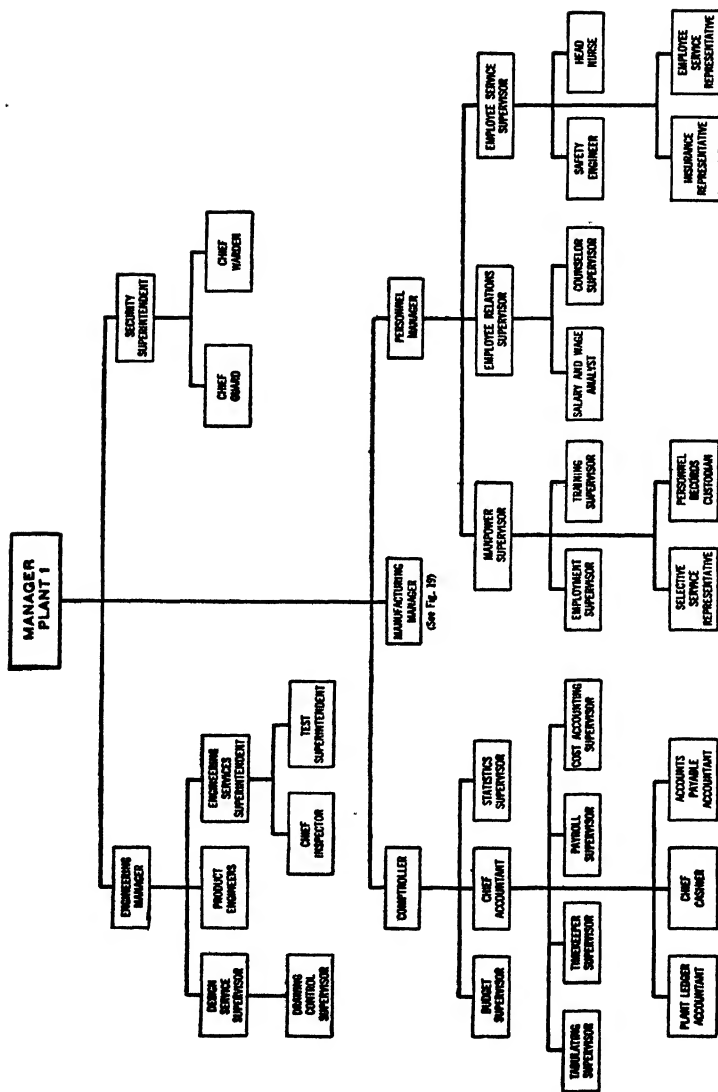 MANAGER
PLANT 1
ENGINEERING
MANAGER
SECURITY
SUPERINTENDENT
DESIGN
SERVICE
SUPERVISOR
PRODUCT
ENGINEERS
ENGINEERING
SERVICES
SUPERINTENDENT
CHIEF
GUARD
CHIEF
WARDEN
DRAWING
CONTROL
SUPERVISOR
CHIEF
INSPECTOR
TEST
SUPERINTENDENT
COMPTROLLER
MANUFACTURING
MANAGER
(See Fig. 19)
PERSONNEL
MANAGER
BUDGET
SUPERVISOR
CHIEF
ACCOUNTANT
STATISTICS
SUPERVISOR
MANPOWER
SUPERVISOR
EMPLOYEE RELATIONS
SUPERVISOR
EMPLOYEE SERVICE
SUPERVISOR
TABULATING
SUPERVISOR
TIMEKEEPER
SUPERVISOR
PAYROLL
SUPERVISOR
COST ACCOUNTING
SUPERVISOR
EMPLOYMENT
SUPERVISOR
TRAINING
SUPERVISOR
SALARY AND WAGE
ANALYST
COUNSELOR
SUPERVISOR
SAFETY
ENGINEER
HEAD
NURSE
PLANT LEDGER
ACCOUNTANT
CHIEF
CASHIER
ACCOUNTS
PAYABLE
ACCOUNTANT
SELECTIVE
SERVICE
REPRESENTATIVE
PERSONNEL
RECORDS
CUSTODIAN
MISURANCE
REPRESENTATIVE
EMPLOYEE
SERVICE
REPRESENTATIVE